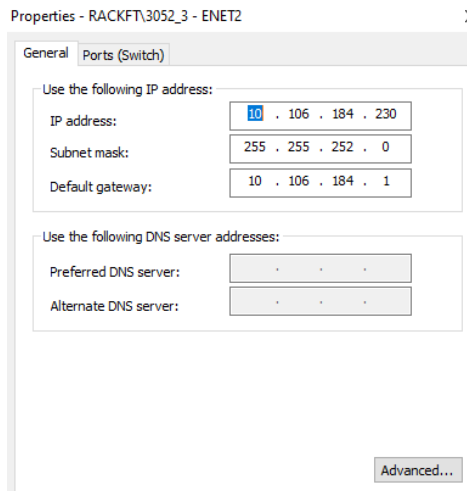 Properties - RACKFT\3052_3 - ENET2
General Ports (Switch)
Use the following IP address:
IP address: 10 . 106 . 184 . 230
Subnet mask: 255 . 255 . 252 . 0
Default gateway: 10 . 106 . 184 . 1
Use the following DNS server addresses:
Preferred DNS server: . . .
Alternate DNS server: . . .
Advanced...